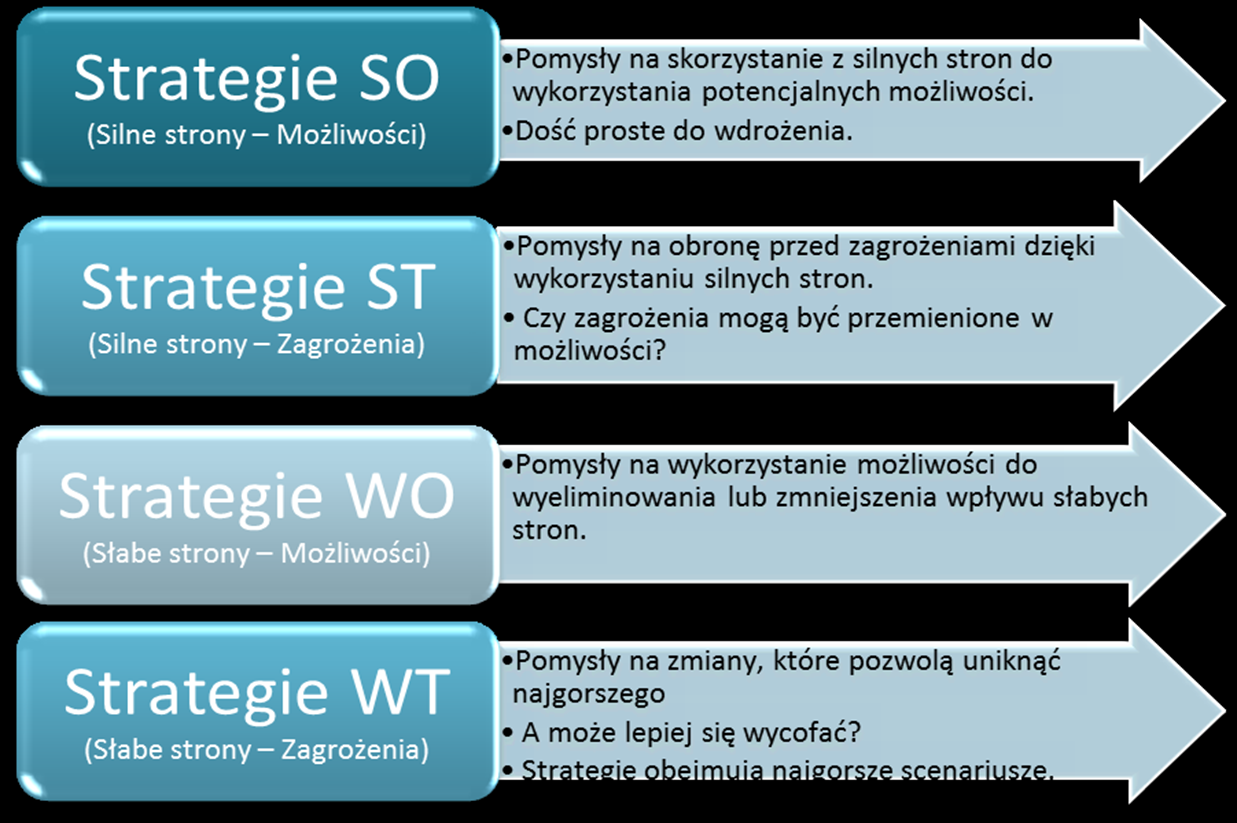 Strategie SO
(Silne strony – Możliwości)
•Pomysły na skorzystanie z silnych stron do
wykorzystania potencjalnych możliwości.
•Dość proste do wdrożenia.
Strategie ST
(Silne strony – Zagrożenia)
•Pomysły na obronę przed zagrożeniami dzięki
wykorzystaniu silnych stron.
• Czy zagrożenia mogą być przemienione w
możliwości?
Strategie WO
(Słabe strony – Możliwości)
•Pomysły na wykorzystanie możliwości do
wyeliminowania lub zmniejszenia wpływu słabych
stron.
Strategie WT
(Słabe strony – Zagrożenia)
•Pomysły na zmiany, które pozwolą uniknąć
najgorszego
• A może lepiej się wycofać?
• Strategie obejmują najgorsze scenariusze.